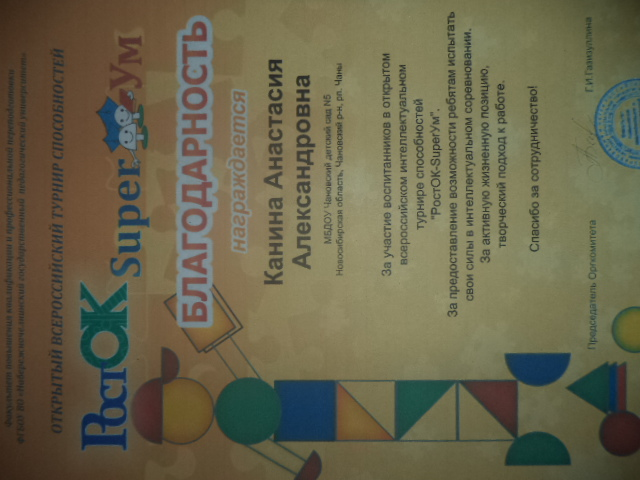 Факультет повышения квалификации и профессиональной переподготовки
ФГБОУ ВО «Набережночелнинский государственный педагогический университет»
ОТКРЫТЫЙ ВСЕРОССИЙСКИЙ ТУРНИР СПОСОБНОСТЕЙ
РостОК SuperУм
БЛАГОДАРНОСТЬ
награждается
Канина Анастасия
Александровна
МБДОУ Чановский детский сад №5
Новосибирская область, Чановский р-н, рп. Чаны
За участие воспитанников в открытом
всероссийском интеллектуальном
турнире способностей
"РостОК-SuperУм".
За предоставление возможности ребятам испытать
свои силы в интеллектуальном соревновании.
За активную жизненную позицию,
творческий подход к работе.
Спасибо за сотрудничество!
Председатель Оргкомитета Г.И.Газизуллина